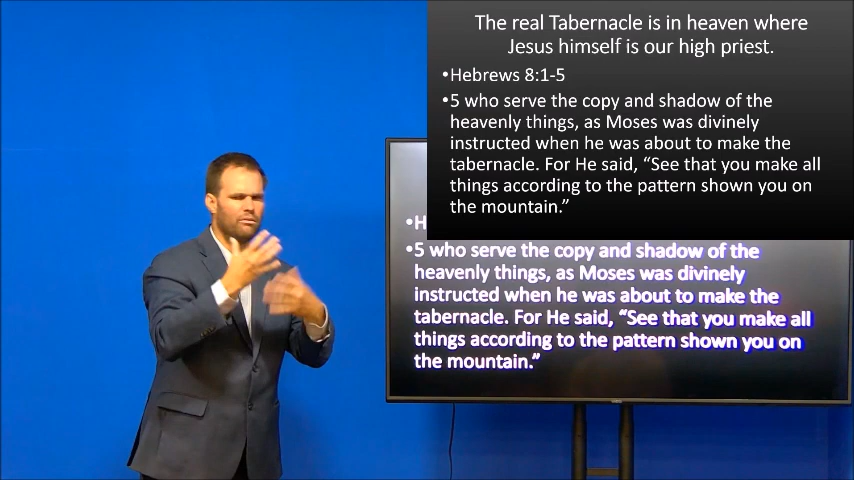 The real Tabernacle is in heaven where
Jesus himself is our high priest.
•Hebrews 8:1-5
•5 who serve the copy and shadow of the
heavenly things, as Moses was divinely
instructed when he was about to make the
tabernacle. For He said, “See that you make all
things according to the pattern shown you on
the mountain.”
•H
•5 who serve the copy and shadow of the
heavenly things, as Moses was divinely
instructed when he was about to make the
tabernacle. For He said, “See that you make all
things according to the pattern shown you on
the mountain.”